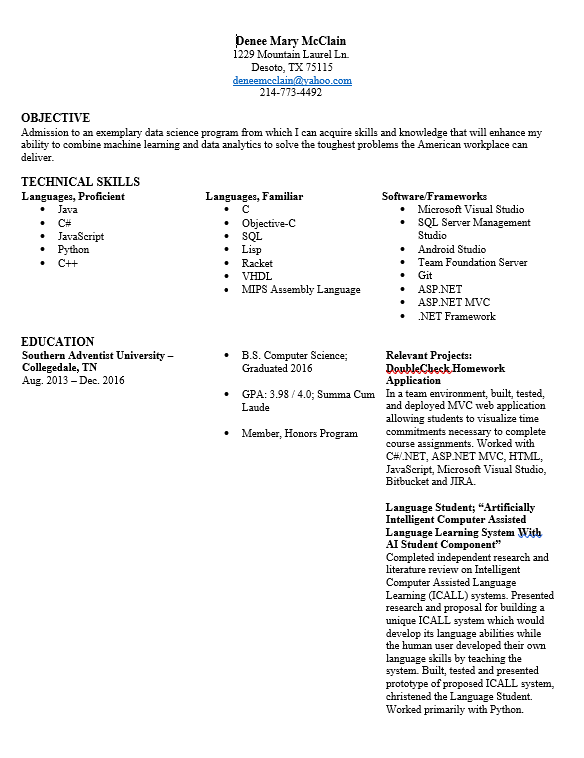 Denee Mary McClain
1229 Mountain Laurel Ln.
Desoto, TX 75115
deneemcclain@yahoo.com
214-773-4492
OBJECTIVE
Admission to an exemplary data science program from which I can acquire skills and knowledge that will enhance my
ability to combine machine learning and data analytics to solve the toughest problems the American workplace can
deliver.
TECHNICAL SKILLS
Languages, Proficient
• Java
• C#
• JavaScript
• Python
• C++
Languages, Familiar
• C
• Objective-C
• SQL
• Lisp
• Racket
• VHDL
• MIPS Assembly Language
Software/Frameworks
• Microsoft Visual Studio
• SQL Server Management
Studio
• Android Studio
• Team Foundation Server
• Git
• ASP.NET
• ASP.NET MVC
• .NET Framework
EDUCATION
Southern Adventist University –
Collegedale, TN
Aug. 2013 – Dec. 2016
• B.S. Computer Science;
Graduated 2016
• GPA: 3.98 / 4.0; Summa Cum
Laude
• Member, Honors Program
Relevant Projects:
DoubleCheck Homework
Application
In a team environment, built, tested,
and deployed MVC web application
allowing students to visualize time
commitments necessary to complete
course assignments. Worked with
C#/.NET, ASP.NET MVC, HTML,
JavaScript, Microsoft Visual Studio,
Bitbucket and JIRA.
Language Student; “Artificially
Intelligent Computer Assisted
Language Learning System With
AI Student Component”
Completed independent research and
literature review on Intelligent
Computer Assisted Language
Learning (ICALL) systems. Presented
research and proposal for building a
unique ICALL system which would
develop its language abilities while
the human user developed their own
language skills by teaching the
system. Built, tested and presented
prototype of proposed ICALL system,
christened the Language Student.
Worked primarily with Python.